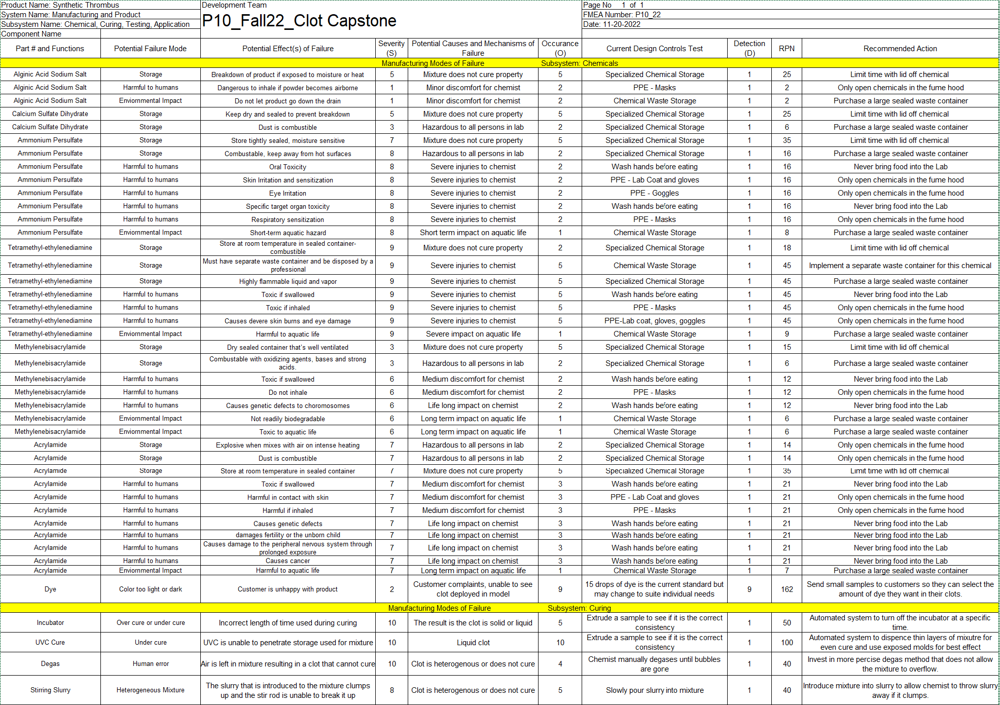 Product Name: Synthetic Thrombus
System Name: Manufacturing and Product
Subsystem Name: Chemical, Curing, Testing, Application
Component Name
Development Team
P10_Fall22_Clot Capstone
Page No 1 of 1
FMEA Number: P10_22
Date: 11-20-2022
Part # and Functions Potential Failure Mode Potential Effect(s) of Failure Severity (S) Potential Causes and Mechanisms of Failure Occurance (O) Current Design Controls Test Detection (D) RPN Recommended Action
Manufacturing Modes of Failure Subsystem: Chemicals
Alginic Acid Sodium Salt Storage Breakdown of product if exposed to moisture or heat 5 Mixture does not cure property 5 Specialized Chemical Storage 1 25 Limit time with lid off chemical
Alginic Acid Sodium Salt Harmful to humans Dangerous to inhale if powder becomes airborne 1 Minor discomfort for chemist 2 PPE - Masks 1 2 Only open chemicals in the fume hood
Alginic Acid Sodium Salt Enviornmental Impact Do not let product go down the drain 1 Minor discomfort for chemist 2 Chemical Waste Storage 1 2 Purchase a large sealed waste container
Calcium Sulfate Dihydrate Storage Keep dry and sealed to prevent breakdown 5 Mixture does not cure property 5 Specialized Chemical Storage 1 25 Limit time with lid off chemical
Calcium Sulfate Dihydrate Storage Dust is combustible 3 Hazardous to all persons in lab 2 Specialized Chemical Storage 1 6 Purchase a large sealed waste container
Ammonium Persulfate Storage Store tightly sealed, moisture sensitive 7 Mixture does not cure property 5 Specialized Chemical Storage 1 35 Limit time with lid off chemical
Ammonium Persulfate Storage Combustable, keep away from hot surfaces 8 Hazardous to all persons in lab 2 Specialized Chemical Storage 1 16 Purchase a large sealed waste container
Ammonium Persulfate Harmful to humans Oral Toxicity 8 Severe injuries to chemist 2 Wash hands before eating 1 16 Never bring food into the Lab
Ammonium Persulfate Harmful to humans Skin Irritation and sensitization 8 Severe injuries to chemist 2 PPE - Lab Coat and gloves 1 16 Only open chemicals in the fume hood
Ammonium Persulfate Harmful to humans Eye Irritation 8 Severe injuries to chemist 2 PPE - Goggles 1 16 Only open chemicals in the fume hood
Ammonium Persulfate Harmful to humans Specific target organ toxicity 8 Severe injuries to chemist 2 Wash hands before eating 1 16 Never bring food into the Lab
Ammonium Persulfate Harmful to humans Respiratory sensitization 8 Severe injuries to chemist 2 PPE - Masks 1 16 Only open chemicals in the fume hood
Ammonium Persulfate Enviornmental Impact Short-term aquatic hazard 8 Short term impact on aquatic life 1 Chemical Waste Storage 1 8 Purchase a large sealed waste container
Tetramethyl-ethylenediamine Storage Store at room temperature in sealed container-combustible 9 Mixture does not cure property 2 Specialized Chemical Storage 1 18 Limit time with lid off chemical
Tetramethyl-ethylenediamine Storage Must have separate waste container and be disposed by a professional 9 Severe injuries to chemist 5 Chemical Waste Storage 1 45 Implement a separate waste container for this chemical
Tetramethyl-ethylenediamine Storage Highly flammable liquid and vapor 9 Severe injuries to chemist 5 Specialized Chemical Storage 1 45 Purchase a large sealed waste container
Tetramethyl-ethylenediamine Harmful to humans Toxic if swallowed 9 Severe injuries to chemist 5 Wash hands before eating 1 45 Never bring food into the Lab
Tetramethyl-ethylenediamine Harmful to humans Toxic if inhaled 9 Severe injuries to chemist 5 PPE - Masks 1 45 Only open chemicals in the fume hood
Tetramethyl-ethylenediamine Harmful to humans Causes devere skin burns and eye damage 9 Severe injuries to chemist 5 PPE-Lab coat, gloves, goggles 1 45 Only open chemicals in the fume hood
Tetramethyl-ethylenediamine Enviornmental Impact Harmful to aquatic life 9 Severe impact on aquatic life 1 Chemical Waste Storage 1 9 Purchase a large sealed waste container
Methylenebisacrylamide Storage Dry sealed container that's well ventilated 3 Mixture does not cure property 5 Specialized Chemical Storage 1 15 Limit time with lid off chemical
Methylenebisacrylamide Storage Combustable with oxidizing agents, bases and strong acids. 3 Hazardous to all persons in lab 2 Specialized Chemical Storage 1 6 Purchase a large sealed waste container
Methylenebisacrylamide Harmful to humans Toxic if swallowed 6 Medium discomfort for chemist 2 Wash hands before eating 1 12 Never bring food into the Lab
Methylenebisacrylamide Harmful to humans Do not inhale 6 Medium discomfort for chemist 2 PPE - Masks 1 12 Only open chemicals in the fume hood
Methylenebisacrylamide Harmful to humans Causes genetic defects to choromosomes 6 Life long impact on chemist 2 Wash hands before eating 1 12 Never bring food into the Lab
Methylenebisacrylamide Enviornmental Impact Not readily biodegradable 6 Long term impact on aquatic life 1 Chemical Waste Storage 1 6 Purchase a large sealed waste container
Methylenebisacrylamide Enviornmental Impact Toxic to aquatic life 6 Long term impact on aquatic life 1 Chemical Waste Storage 1 6 Purchase a large sealed waste container
Acrylamide Storage Explosive when mixes with air on intense heating 7 Hazardous to all persons in lab 2 Specialized Chemical Storage 1 14 Only open chemicals in the fume hood
Acrylamide Storage Dust is combustible 7 Hazardous to all persons in lab 2 Specialized Chemical Storage 1 14 Only open chemicals in the fume hood
Acrylamide Storage Store at room temperature in sealed container 7 Mixture does not cure property 5 Specialized Chemical Storage 1 35 Limit time with lid off chemical
Acrylamide Harmful to humans Toxic if swallowed 7 Medium discomfort for chemist 3 Wash hands before eating 1 21 Never bring food into the Lab
Acrylamide Harmful to humans Harmful in contact with skin 7 Medium discomfort for chemist 3 PPE - Lab Coat and gloves 1 21 Only open chemicals in the fume hood
Acrylamide Harmful to humans Harmful if inhaled 7 Medium discomfort for chemist 3 PPE - Masks 1 21 Only open chemicals in the fume hood
Acrylamide Harmful to humans Causes genetic defects 7 Life long impact on chemist 3 Wash hands before eating 1 21 Never bring food into the Lab
Acrylamide Harmful to humans damages fertility or the unborn child 7 Life long impact on chemist 3 Wash hands before eating 1 21 Never bring food into the Lab
Acrylamide Harmful to humans Causes damage to the peripheral nervous system through prolonged exposure 7 Life long impact on chemist 3 Wash hands before eating 1 21 Never bring food into the Lab
Acrylamide Harmful to humans Causes cancer 7 Life long impact on chemist 3 Wash hands before eating 1 21 Never bring food into the Lab
Acrylamide Enviornmental Impact Harmful to aquatic life 7 Long term impact on aquatic life 1 Chemical Waste Storage 1 7 Purchase a large sealed waste container
Dye Color too light or dark Customer is unhappy with product 2 Customer complaints, unable to see clot deployed in model 9 15 drops of dye is the current standard but may change to suite individual needs 9 162 Send small samples to customers so they can select the amount of dye they want in their clots.
Manufacturing Modes of Failure Subsystem: Curing
Incubator Over cure or under cure Incorrect length of time used during curing 10 The result is the clot is solid or liquid 5 Extrude a sample to see if it is the correct consistency 1 50 Automated system to turn off the incubator at a specific time.
UVC Cure Under cure UVC is unable to penetrate storage used for mixture 10 Liquid clot 10 Extrude a sample to see if it is the correct consistency 1 100 Automated system to dispence thin layers of mixutre for even cure and use exposed molds for best effect
Degas Human error Air is left in mixture resulting in a clot that cannot cure 10 Clot is heterogenous or does not cure 4 Chemist manually degases until bubbles are gone 1 40 Invest in more percise degas method that does not allow the mixture to overflow.
Stirring Slurry Heterogeneous Mixture The slurry that is introduced to the mixture clumps up and the stir rod is unable to break it up 8 Clot is heterogenous or does not cure 5 Slowly pour slurry into mixture 1 40 Introduce mixture into slurry to allow chemist to throw slurry away if it clumps.